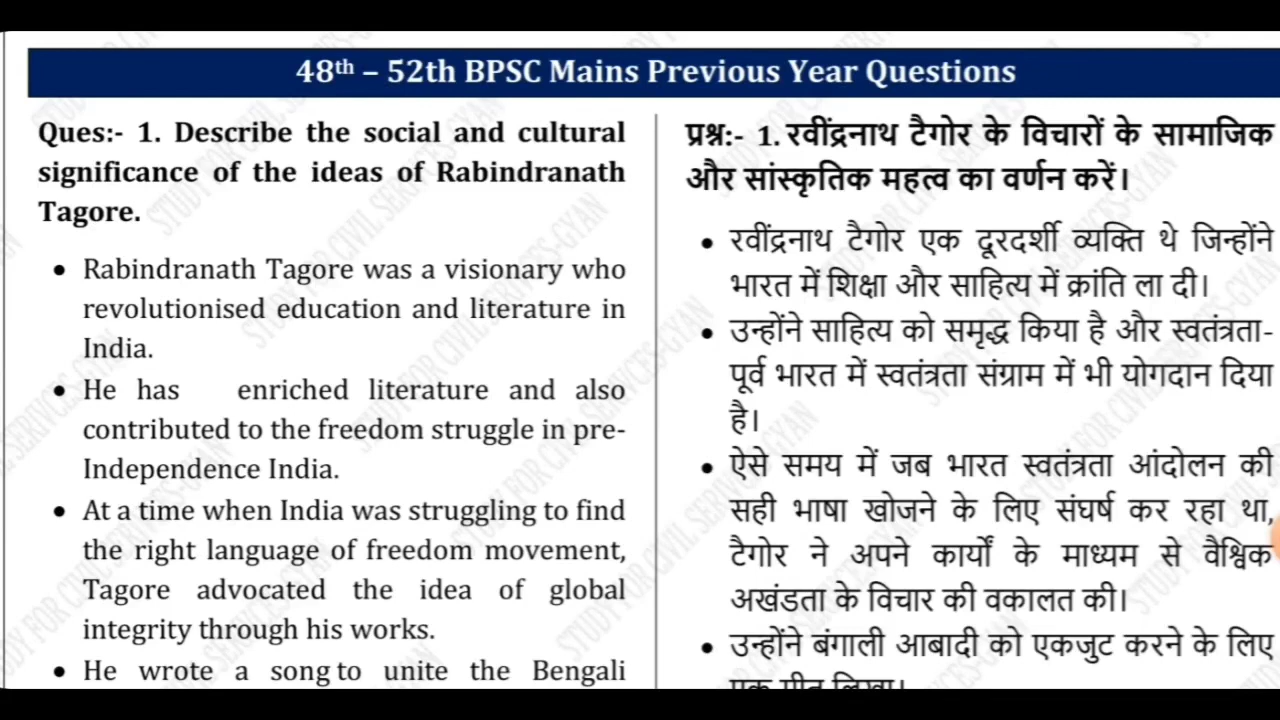 48th – 52th BPSC Mains Previous Year Questions
Ques:- 1. Describe the social and cultural
significance of the ideas of Rabindranath
Tagore.
• Rabindranath Tagore was a visionary who
revolutionised education and literature in
India.
• He has enriched literature and also
contributed to the freedom struggle in pre-
Independence India.
• At a time when India was struggling to find
the right language of freedom movement,
Tagore advocated the idea of global
integrity through his works.
• He wrote a song to unite the Bengali
प्रश्न:- 1. रवींद्रनाथ टैगोर के विचारों के सामाजिक
और सांस्कृतिक महत्व का वर्णन करें।
• रवींद्रनाथ टैगोर एक दूरदर्शी व्यक्ति थे जिन्होंने
भारत में शिक्षा और साहित्य में क्रांति ला दी।
• उन्होंने साहित्य को समृद्ध किया है और स्वतंत्रता-
पूर्व भारत में स्वतंत्रता संग्राम में भी योगदान दिया
है।
• ऐसे समय में जब भारत स्वतंत्रता आंदोलन की
सही भाषा खोजने के लिए संघर्ष कर रहा था,
टैगोर ने अपने कार्यों के माध्यम से वैश्विक
अखंडता के विचार की वकालत की।
• उन्होंने बंगाली आबादी को एकजुट करने के लिए
एक गीत लिखा।
STUDY FOR CIVIL SERIVCES-GYAN